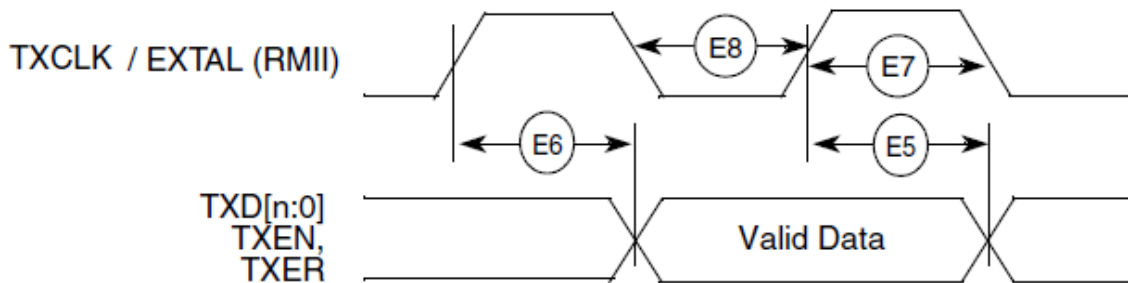 TXCLK / EXTAL (RMII)
E8
E7
E6
E5
TXD[n:0]
TXEN,
TXER
Valid Data